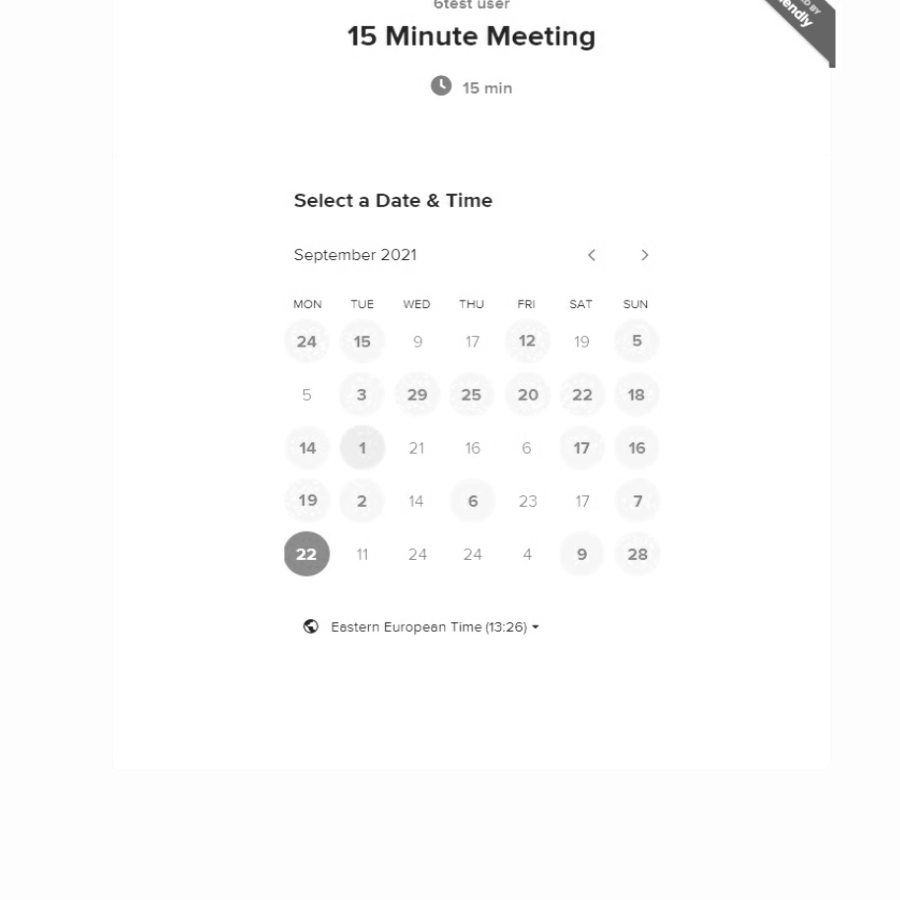 6test user
15 Minute Meeting
15 min
Select a Date & Time
September 2021
MON TUE WED THU FRI SAT SUN
24 15 9 17 12 19 5
5 3 29 25 20 22 18
14 1 21 16 6 17 16
19 2 14 6 23 17 7
22 11 24 24 4 9 28
Eastern European Time (13:26)